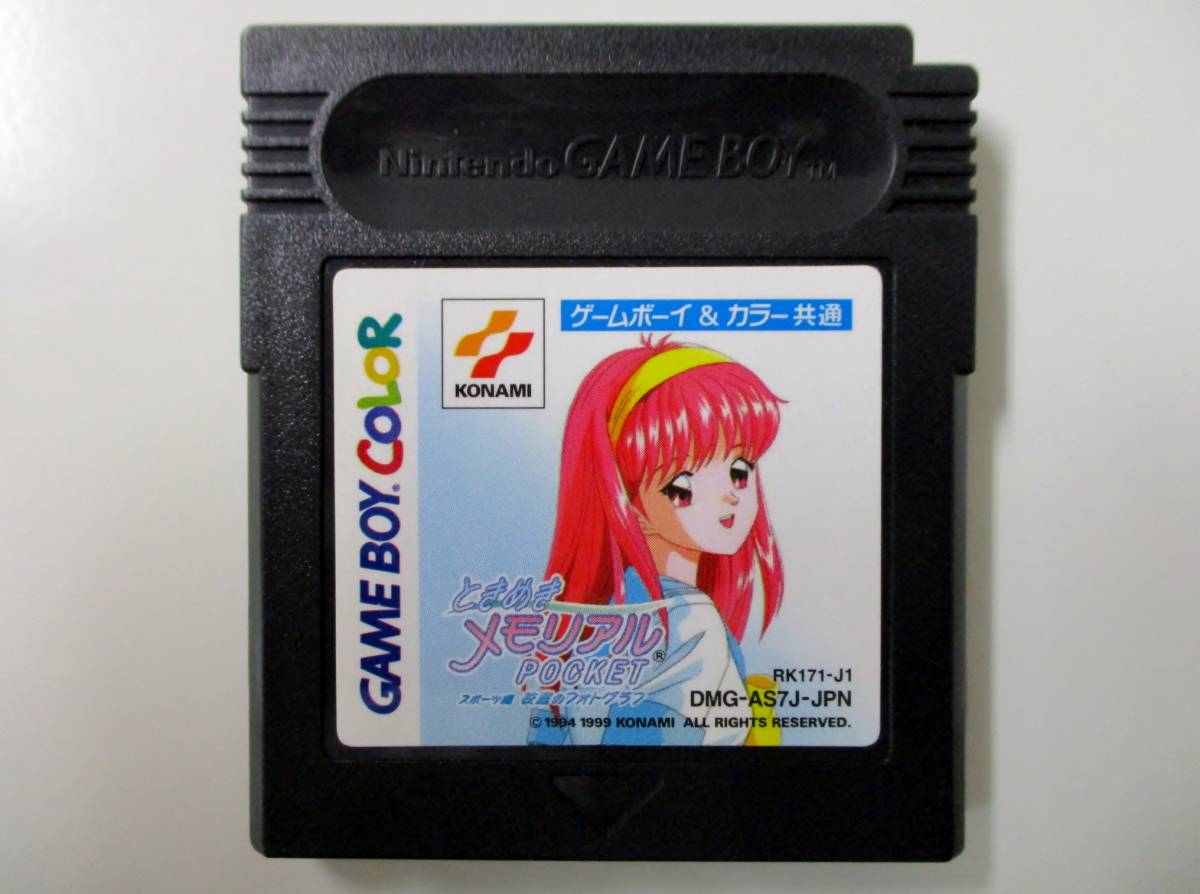 Nintendo GAME BOY TM
GAME BOY COLOR
KONAMI
ゲームボーイ & カラー 共通
ときめき
メモリアル®
POCKET
スポーツ編 校庭のフォトグラフ
RK171-J1
DMG-AS7J-JPN
© 1994 1999 KONAMI ALL RIGHTS RESERVED.